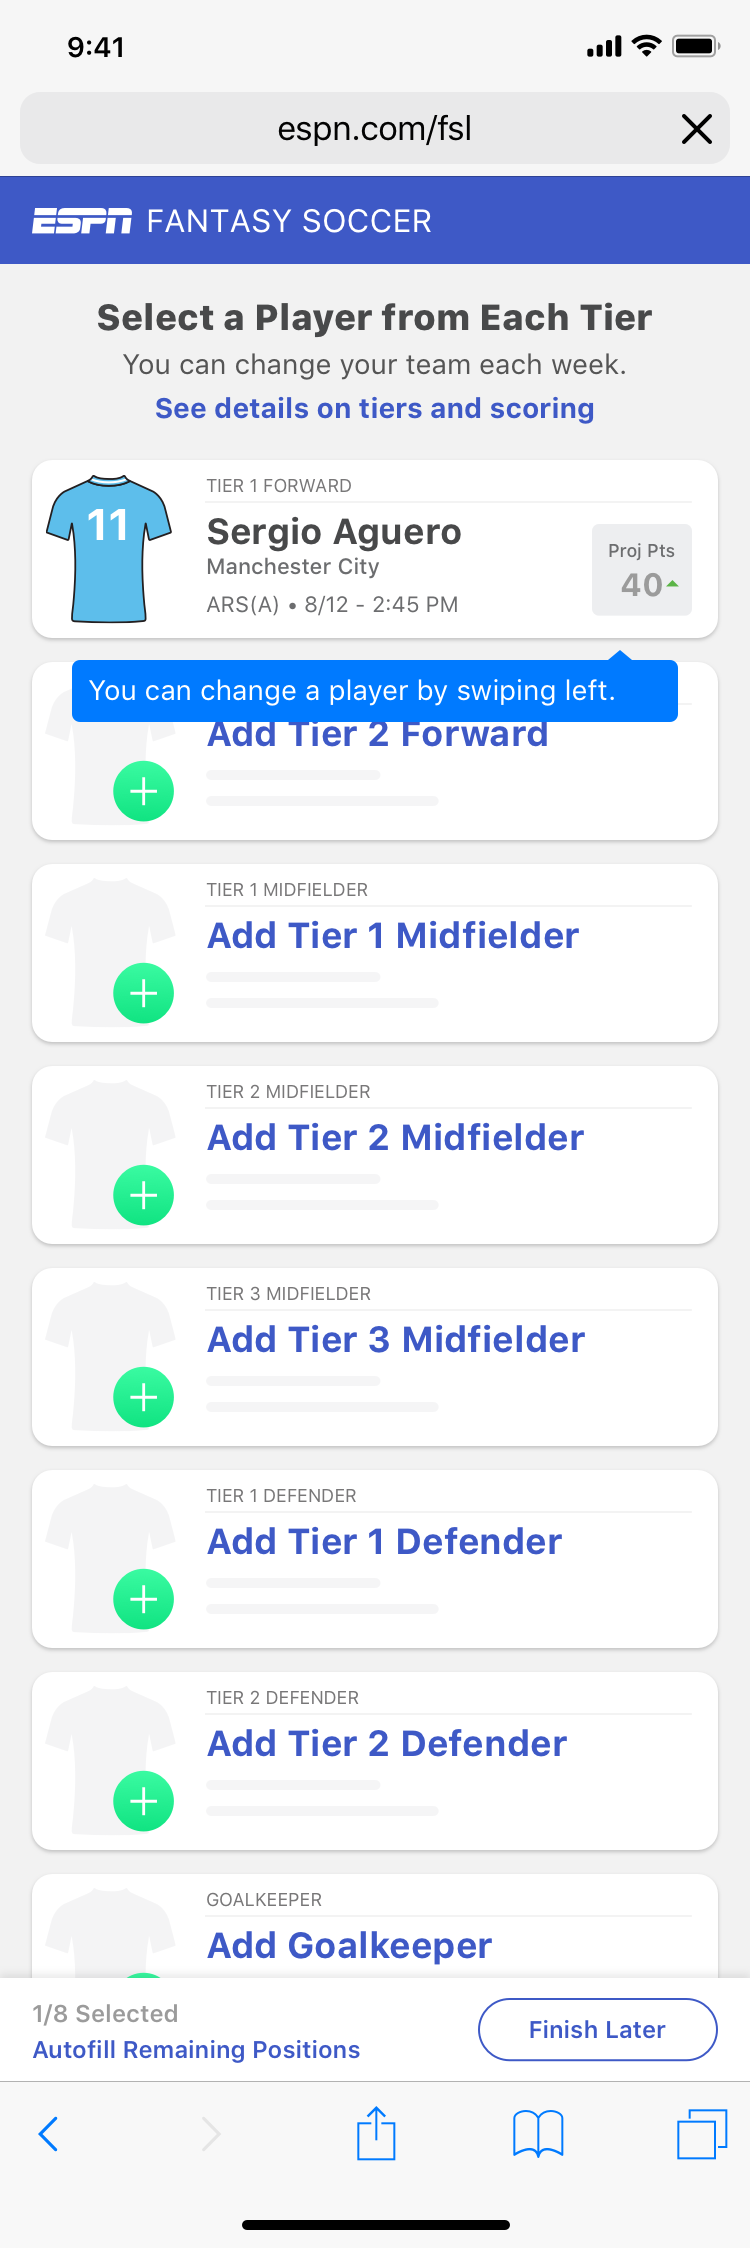 9:41
espn.com/fsl
ESPN FANTASY SOCCER
Select a Player from Each Tier
You can change your team each week.
See details on tiers and scoring
TIER 1 FORWARD
11
Sergio Aguero
Manchester City
ARS(A) • 8/12 - 2:45 PM
Proj Pts
40
You can change a player by swiping left.
Add Tier 2 Forward
TIER 1 MIDFIELDER
Add Tier 1 Midfielder
TIER 2 MIDFIELDER
Add Tier 2 Midfielder
TIER 3 MIDFIELDER
Add Tier 3 Midfielder
TIER 1 DEFENDER
Add Tier 1 Defender
TIER 2 DEFENDER
Add Tier 2 Defender
GOALKEEPER
Add Goalkeeper
1/8 Selected
Autofill Remaining Positions
Finish Later